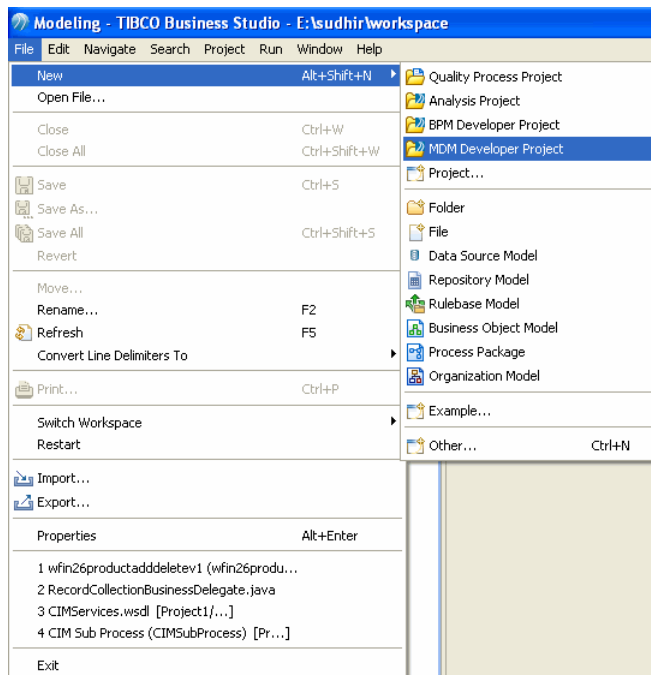 Modeling - TIBCO Business Studio - E:\sudhir\workspace
File Edit Navigate Search Project Run Window Help
New Alt+Shift+N
Open File...
Close Ctrl+W
Close All Ctrl+Shift+W
Save Ctrl+S
Save As...
Save All Ctrl+Shift+S
Revert
Move...
Rename... F2
Refresh F5
Convert Line Delimiters To
Print... Ctrl+P
Switch Workspace
Restart
Import...
Export...
Properties Alt+Enter
1 wfin26productadddeletev1 (wfin26produ...
2 RecordCollectionBusinessDelegate.java
3 CIMServices.wsdl [Project1/...]
4 CIM Sub Process (CIMSubProcess) [Pr...]
Exit
Quality Process Project
Analysis Project
BPM Developer Project
MDM Developer Project
Project...
Folder
File
Data Source Model
Repository Model
Rulebase Model
Business Object Model
Process Package
Organization Model
Example...
Other... Ctrl+N